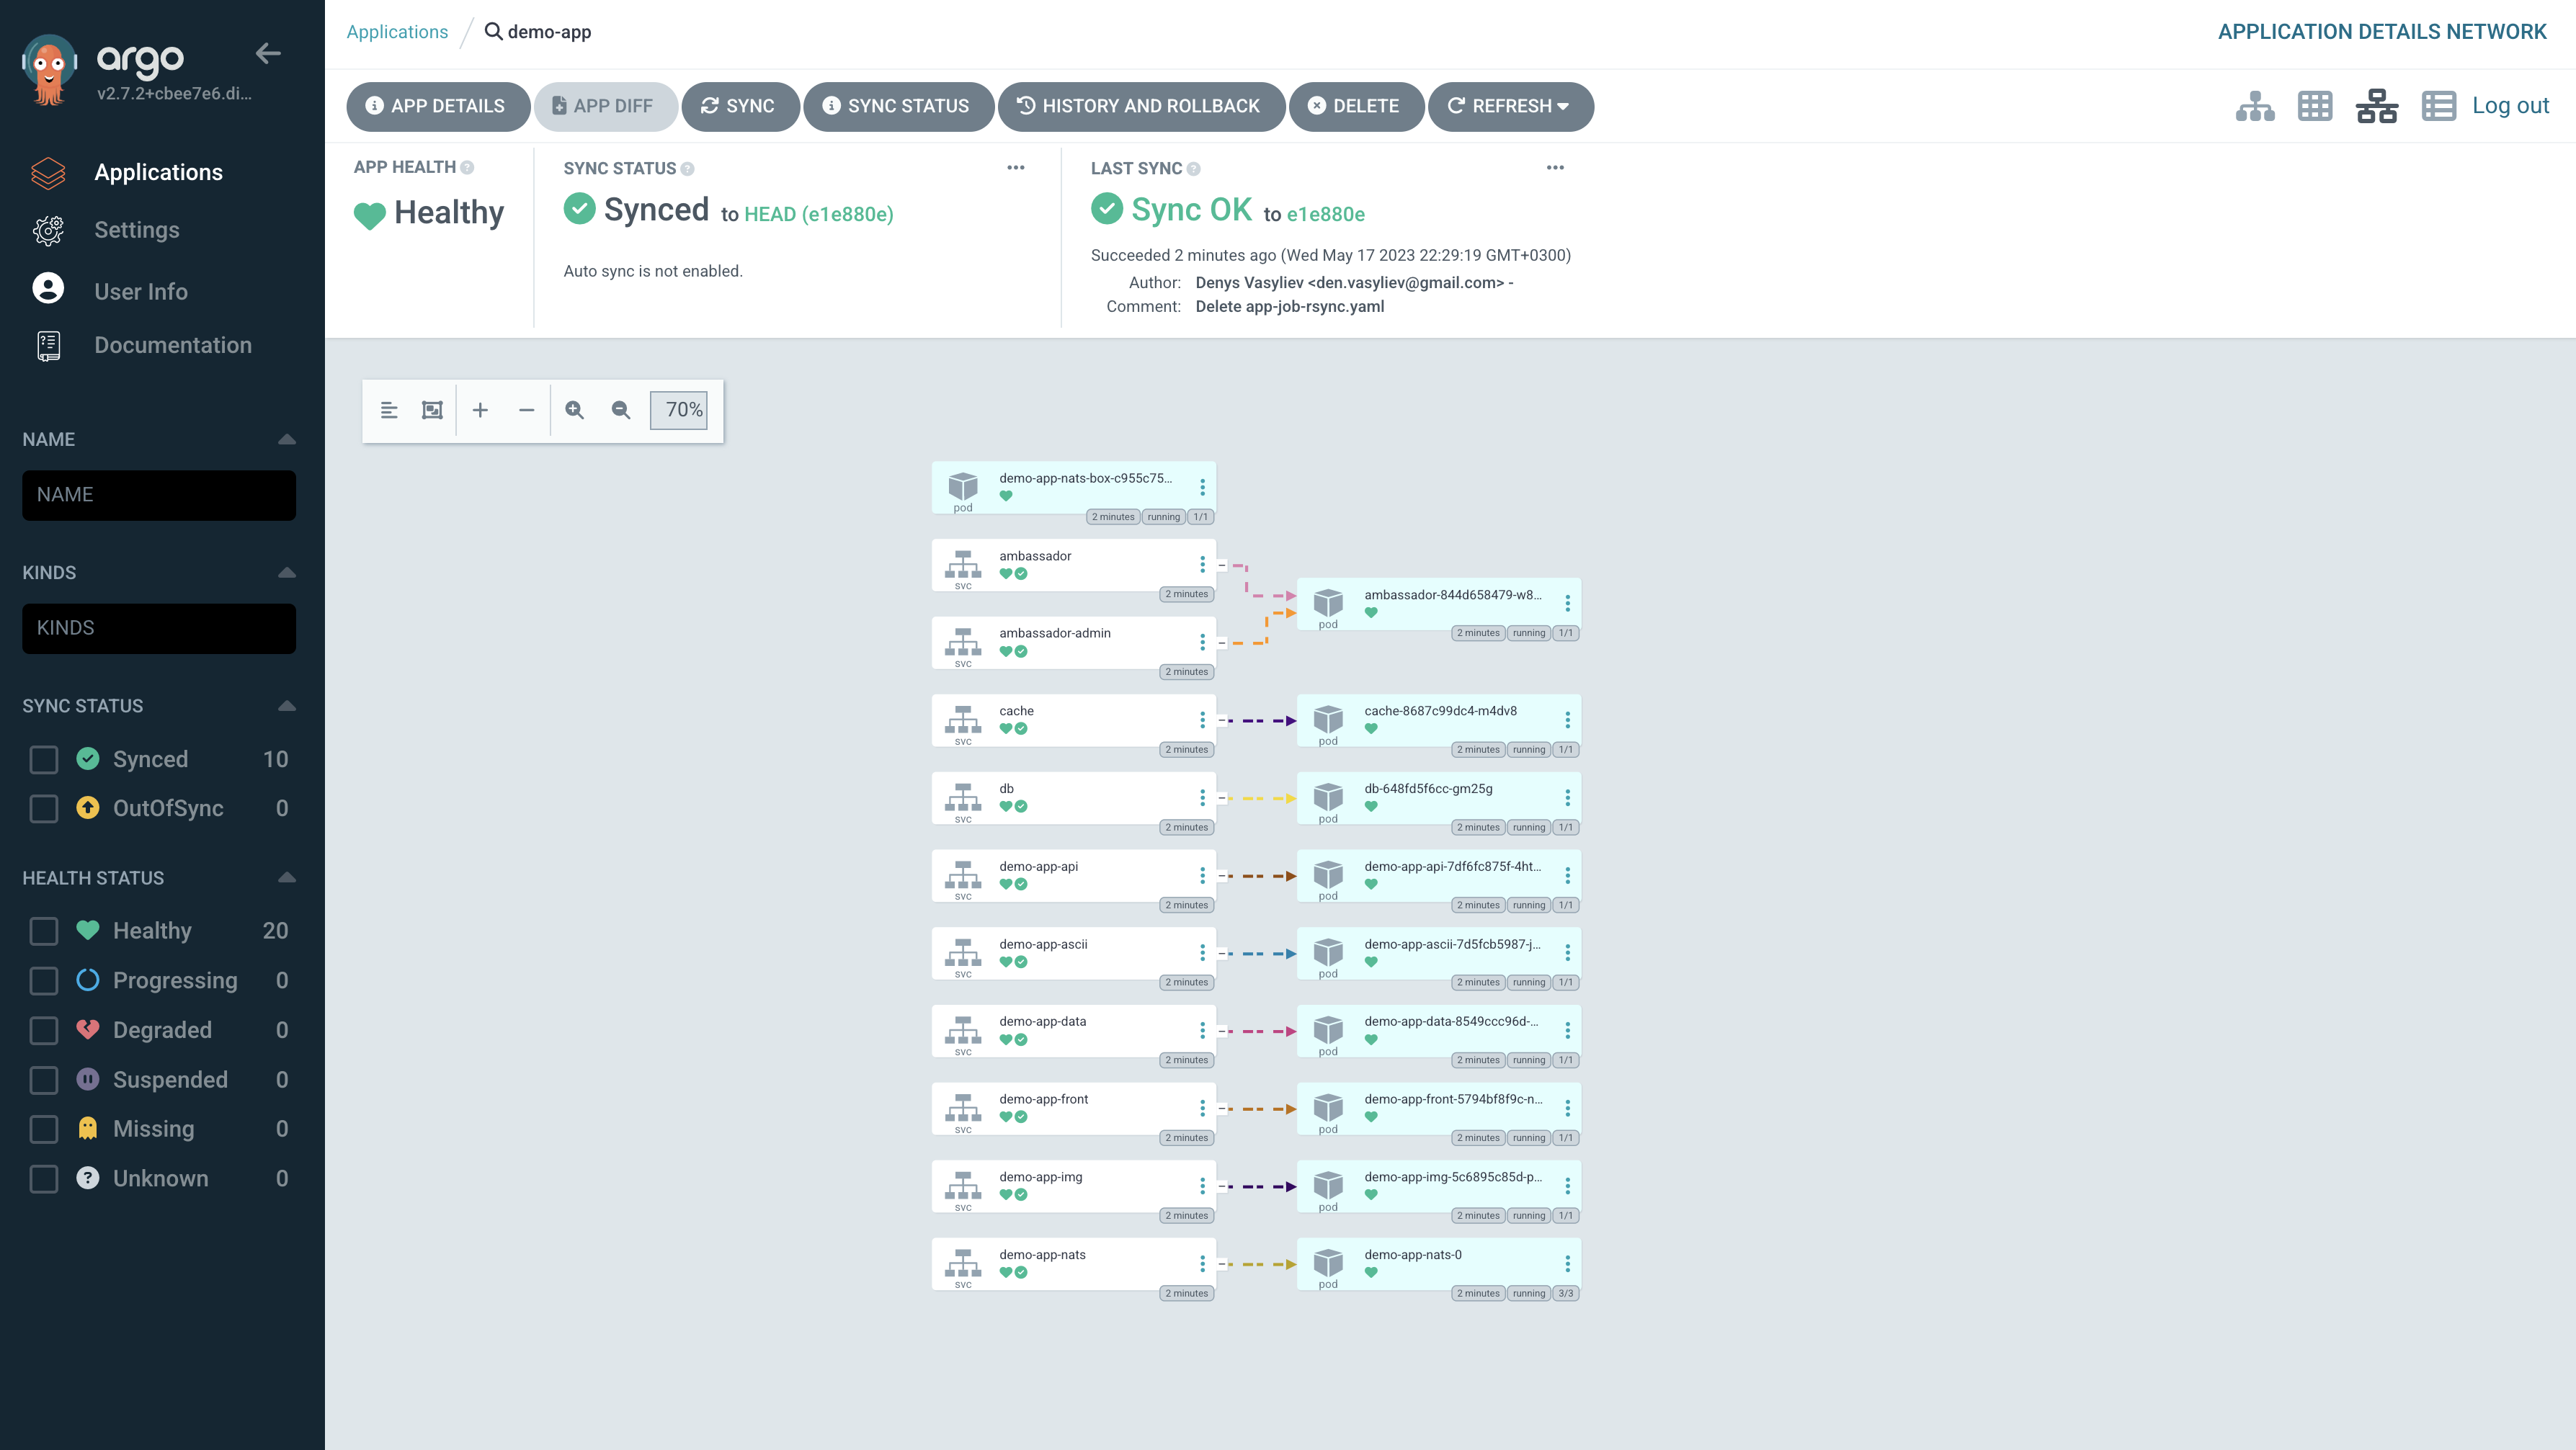 argo
v2.7.2+cbee7e6.di...
Applications
Settings
User Info
Documentation
NAME
NAME
KINDS
KINDS
SYNC STATUS
Synced 10
OutOfSync 0
HEALTH STATUS
Healthy 20
Progressing 0
Degraded 0
Suspended 0
Missing 0
Unknown 0
Applications / demo-app
APPLICATION DETAILS NETWORK
APP DETAILS APP DIFF SYNC SYNC STATUS HISTORY AND ROLLBACK DELETE REFRESH
Log out
APP HEALTH
Healthy
SYNC STATUS
Synced to HEAD (e1e880e)
Auto sync is not enabled.
LAST SYNC
Sync OK to e1e880e
Succeeded 2 minutes ago (Wed May 17 2023 22:29:19 GMT+0300)
Author: Denys Vasyliev <den.vasyliev@gmail.com> -
Comment: Delete app-job-rsync.yaml
70%
demo-app-nats-box-c955c75...
pod
2 minutes running 1/1
ambassador
svc
2 minutes
ambassador-844d658479-w8...
pod
2 minutes running 1/1
ambassador-admin
svc
2 minutes
cache
svc
2 minutes
cache-8687c99dc4-m4dv8
pod
2 minutes running 1/1
db
svc
2 minutes
db-648fd5f6cc-gm25g
pod
2 minutes running 1/1
demo-app-api
svc
2 minutes
demo-app-api-7df6fc875f-4ht...
pod
2 minutes running 1/1
demo-app-ascii
svc
2 minutes
demo-app-ascii-7d5fcb5987-j...
pod
2 minutes running 1/1
demo-app-data
svc
2 minutes
demo-app-data-8549ccc96d-...
pod
2 minutes running 1/1
demo-app-front
svc
2 minutes
demo-app-front-5794bf8f9c-n...
pod
2 minutes running 1/1
demo-app-img
svc
2 minutes
demo-app-img-5c6895c85d-p...
pod
2 minutes running 1/1
demo-app-nats
svc
2 minutes
demo-app-nats-0
pod
2 minutes running 3/3